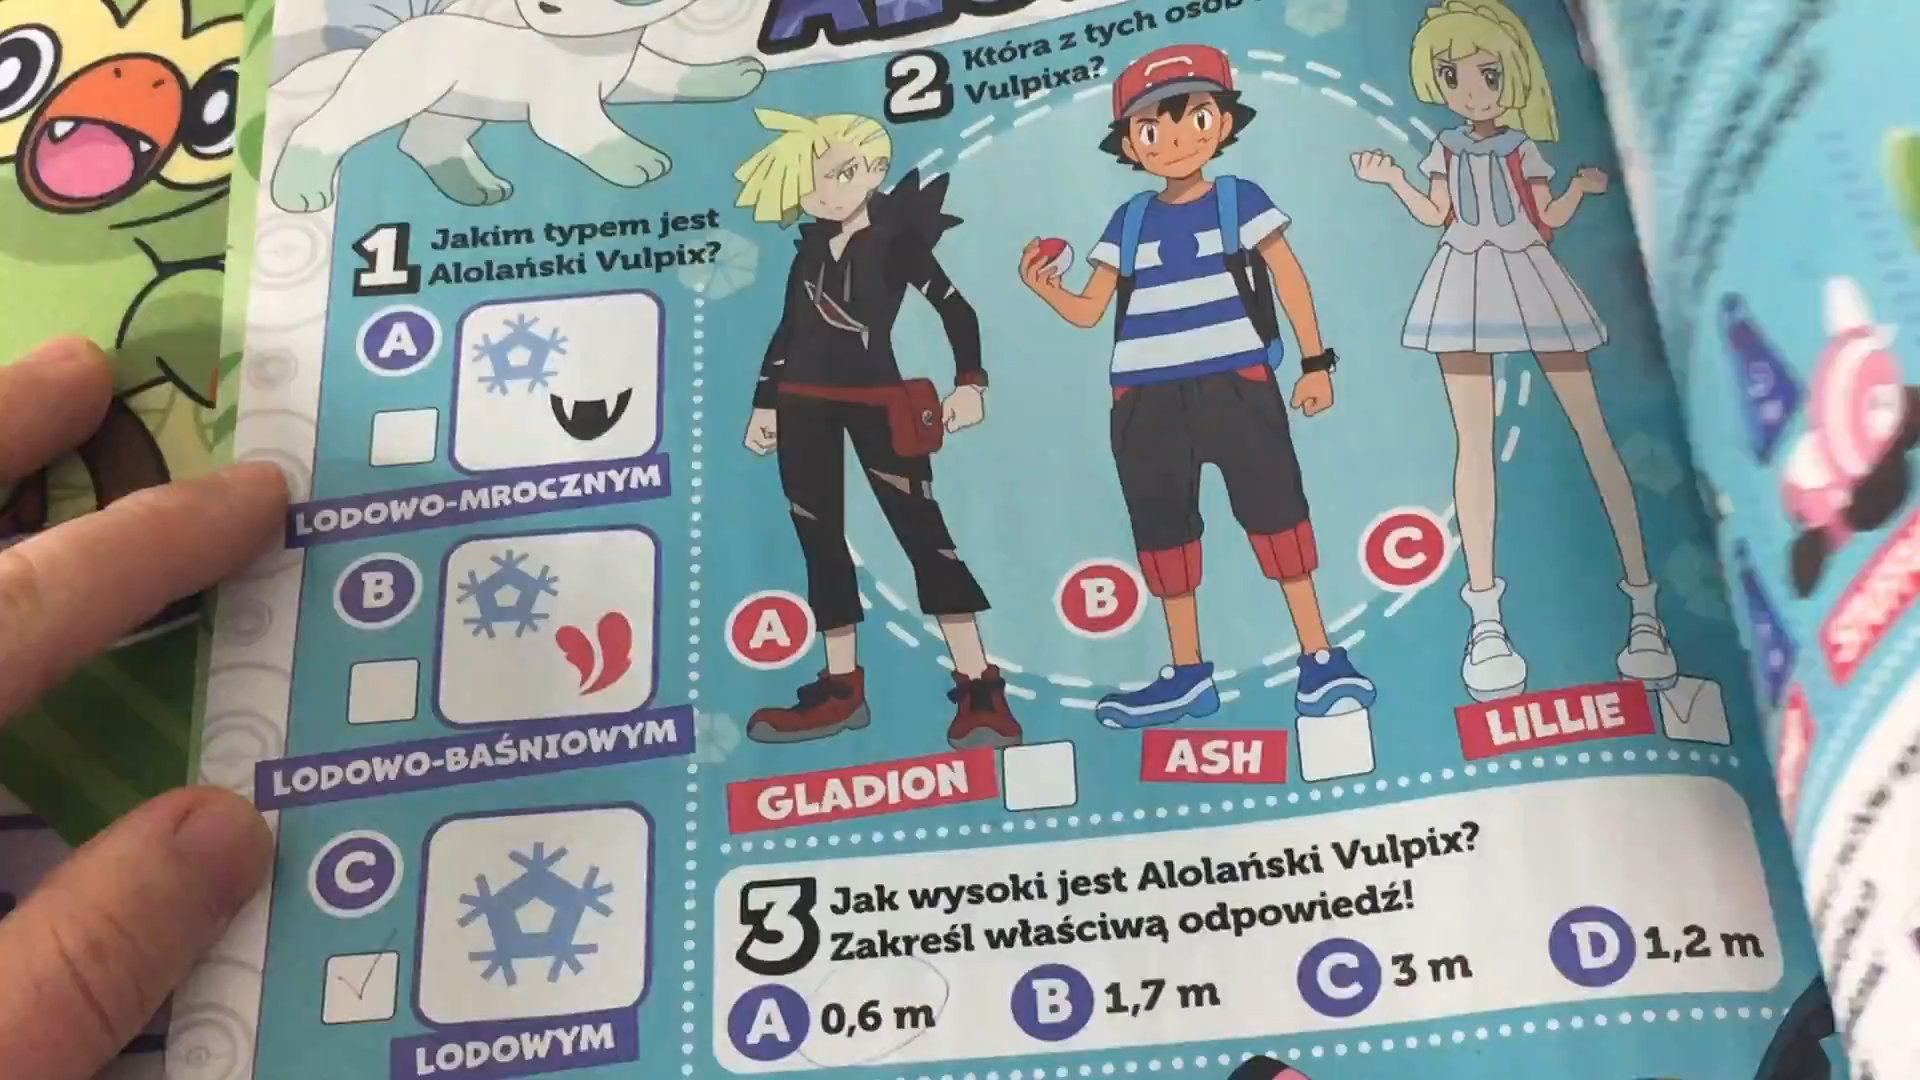 2 Która z tych osób
Vulpixa?
1 Jakim typem jest
Alolański Vulpix?
A
LODOWO-MROCZNYM
B
LODOWO-BAŚNIOWYM
C
LODOWYM
A
GLADION
B
ASH
C
LILLIE
3 Jak wysoki jest Alolański Vulpix?
Zakreśl właściwą odpowiedź!
A 0,6 m
B 1,7 m
C 3 m
D 1,2 m